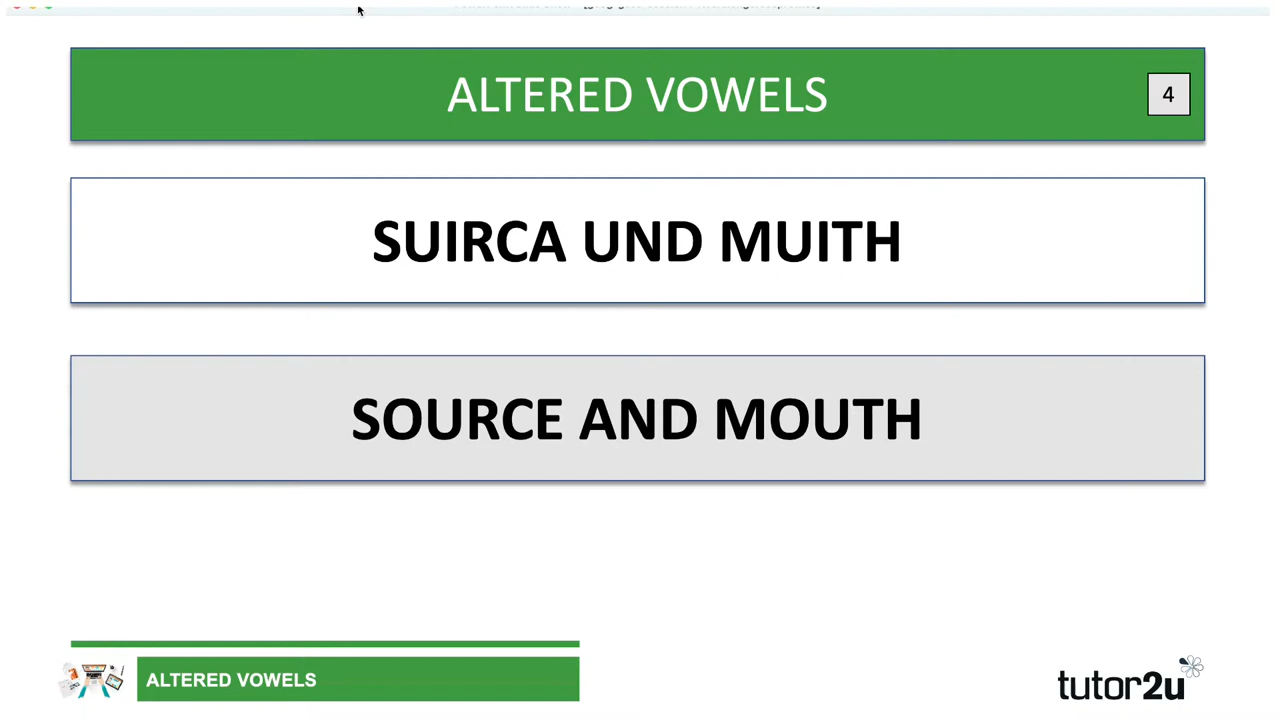 ALTERED VOWELS
4
SUIRCA UND MUITH
SOURCE AND MOUTH
ALTERED VOWELS
tutor2u